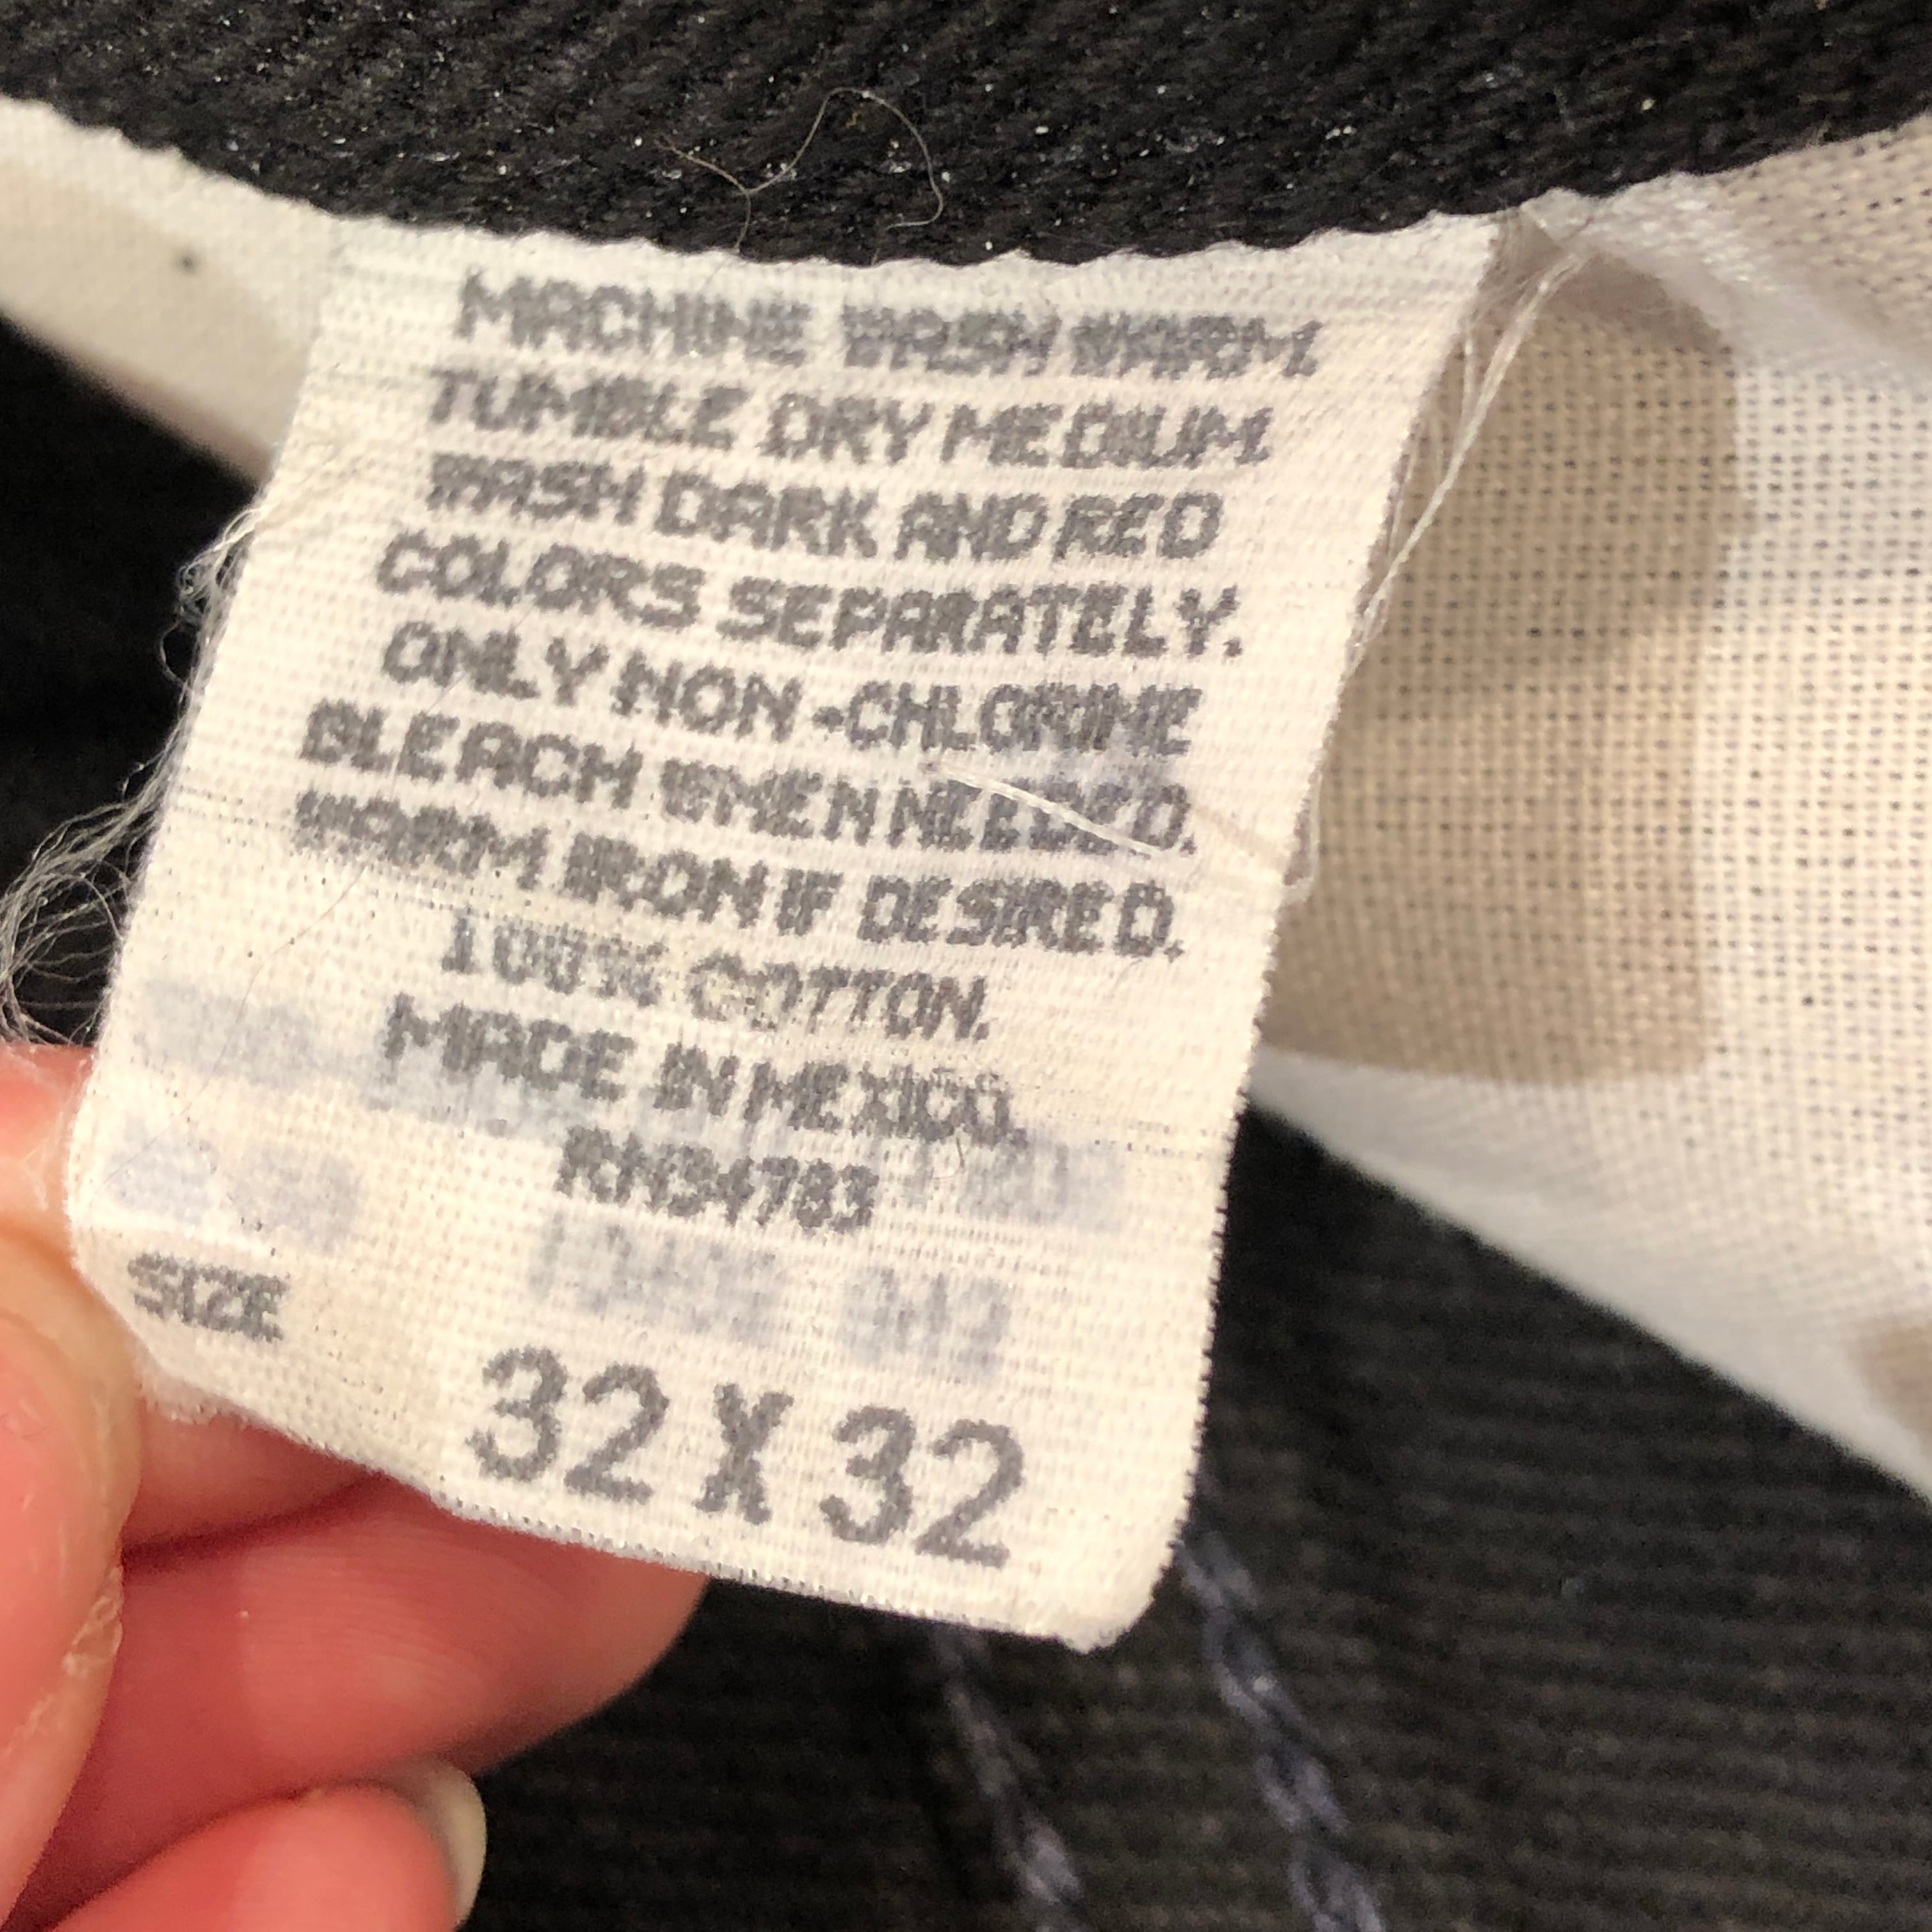 MACHINE WASH WARM.
TUMBLE DRY MEDIUM.
WASH DARK AND RED
COLORS SEPARATELY.
ONLY NON-CHLORINE
BLEACH WHEN NEEDED.
WARM IRON IF DESIRED.
100% COTTON.
MADE IN MEXICO.
RN34783
SIZE
32 X 32